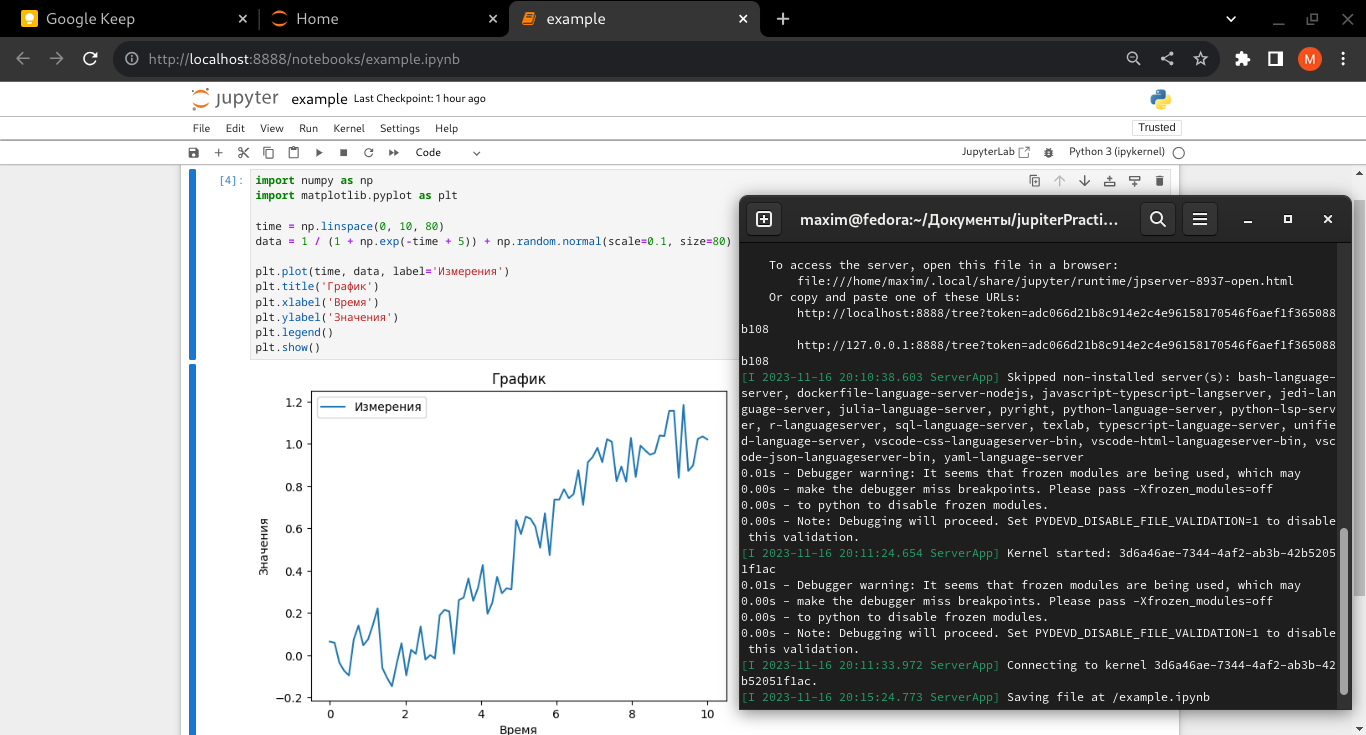 Google Keep
Home
example
http://localhost:8888/notebooks/example.ipynb
M
jupyter example Last Checkpoint: 1 hour ago
File Edit View Run Kernel Settings Help
Trusted
Code
JupyterLab
Python 3 (ipykernel)
[4]:
import numpy as np
import matplotlib.pyplot as plt
time = np.linspace(0, 10, 80)
data = 1 / (1 + np.exp(-time + 5)) + np.random.normal(scale=0.1, size=80)
plt.plot(time, data, label='Измерения')
plt.title('График')
plt.xlabel('Время')
plt.ylabel('Значения')
plt.legend()
plt.show()
График
Измерения
1.2
1.0
0.8
0.6
0.4
0.2
0.0
−0.2
Значения
0 2 4 6 8 10
Время
maxim@fedora:~/Документы/jupiterPracti...
To access the server, open this file in a browser:
file:///home/maxim/.local/share/jupyter/runtime/jpserver-8937-open.html
Or copy and paste one of these URLs:
http://localhost:8888/tree?token=adc066d21b8c914e2c4e96158170546f6aef1f365088
b108
http://127.0.0.1:8888/tree?token=adc066d21b8c914e2c4e96158170546f6aef1f365088
b108
[I 2023-11-16 20:10:38.603 ServerApp] Skipped non-installed server(s): bash-language-
server, dockerfile-language-server-nodejs, javascript-typescript-langserver, jedi-lan
guage-server, julia-language-server, pyright, python-language-server, python-lsp-serv
er, r-languageserver, sql-language-server, texlab, typescript-language-server, unifie
d-language-server, vscode-css-languageserver-bin, vscode-html-languageserver-bin, vsc
ode-json-languageserver-bin, yaml-language-server
0.01s - Debugger warning: It seems that frozen modules are being used, which may
0.00s - make the debugger miss breakpoints. Please pass -Xfrozen_modules=off
0.00s - to python to disable frozen modules.
0.00s - Note: Debugging will proceed. Set PYDEVD_DISABLE_FILE_VALIDATION=1 to disable
this validation.
[I 2023-11-16 20:11:24.654 ServerApp] Kernel started: 3d6a46ae-7344-4af2-ab3b-42b5205
1f1ac
0.01s - Debugger warning: It seems that frozen modules are being used, which may
0.00s - make the debugger miss breakpoints. Please pass -Xfrozen_modules=off
0.00s - to python to disable frozen modules.
0.00s - Note: Debugging will proceed. Set PYDEVD_DISABLE_FILE_VALIDATION=1 to disable
this validation.
[I 2023-11-16 20:11:33.972 ServerApp] Connecting to kernel 3d6a46ae-7344-4af2-ab3b-42
b52051f1ac.
[I 2023-11-16 20:15:24.773 ServerApp] Saving file at /example.ipynb